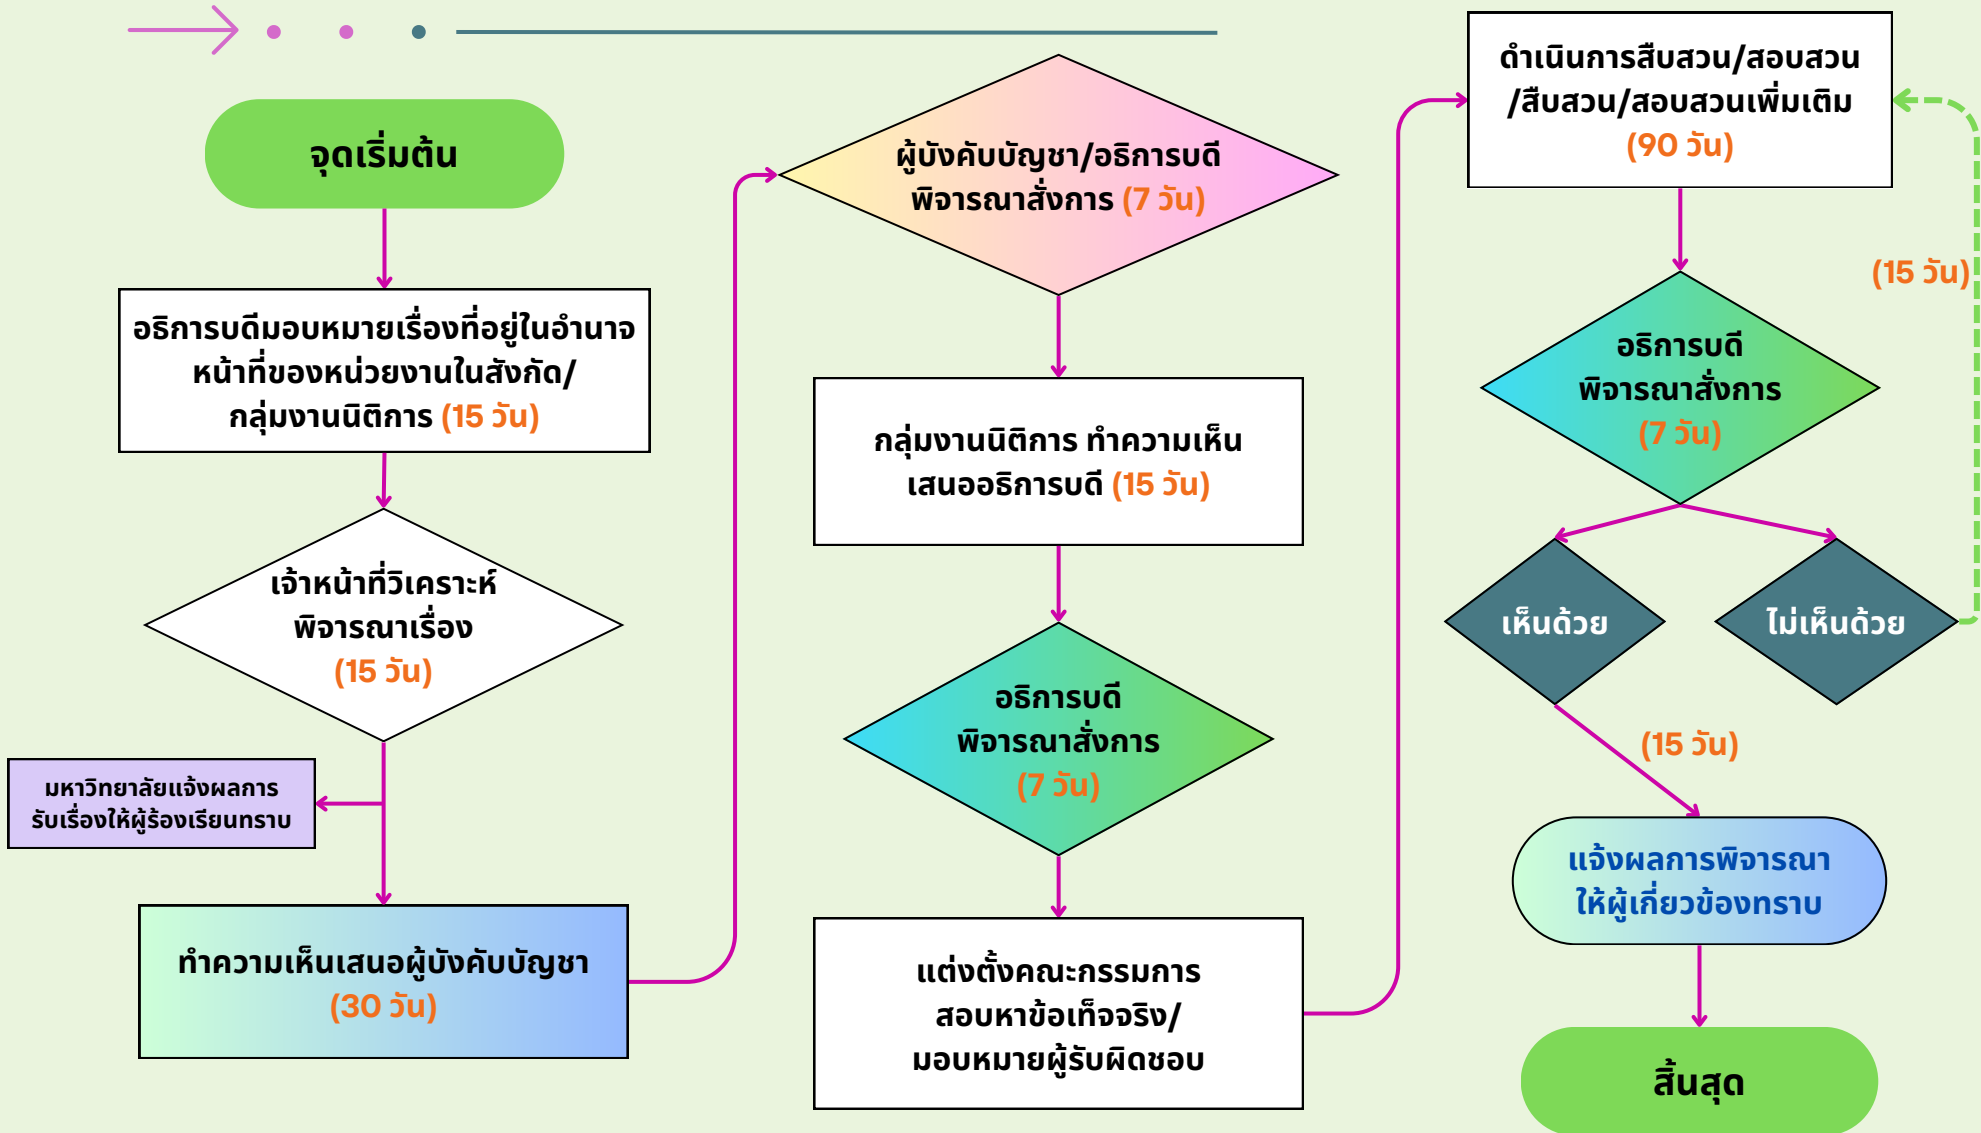 จุดเริ่มต้น
อธิการบดีมอบหมายเรื่องที่อยู่ในอำนาจ
หน้าที่ของหน่วยงานในสังกัด/
กลุ่มงานนิติการ (15 วัน)
เจ้าหน้าที่วิเคราะห์
พิจารณาเรื่อง
(15 วัน)
มหาวิทยาลัยแจ้งผลการ
รับเรื่องให้ผู้ร้องเรียนทราบ
ทำความเห็นเสนอผู้บังคับบัญชา
(30 วัน)
ผู้บังคับบัญชา/อธิการบดี
พิจารณาสั่งการ (7 วัน)
กลุ่มงานนิติการ ทำความเห็น
เสนออธิการบดี (15 วัน)
อธิการบดี
พิจารณาสั่งการ
(7 วัน)
แต่งตั้งคณะกรรมการ
สอบหาข้อเท็จจริง/
มอบหมายผู้รับผิดชอบ
ดำเนินการสืบสวน/สอบสวน
/สืบสวน/สอบสวนเพิ่มเติม
(90 วัน)
(15 วัน)
อธิการบดี
พิจารณาสั่งการ
(7 วัน)
เห็นด้วย
ไม่เห็นด้วย
(15 วัน)
แจ้งผลการพิจารณา
ให้ผู้เกี่ยวข้องทราบ
สิ้นสุด